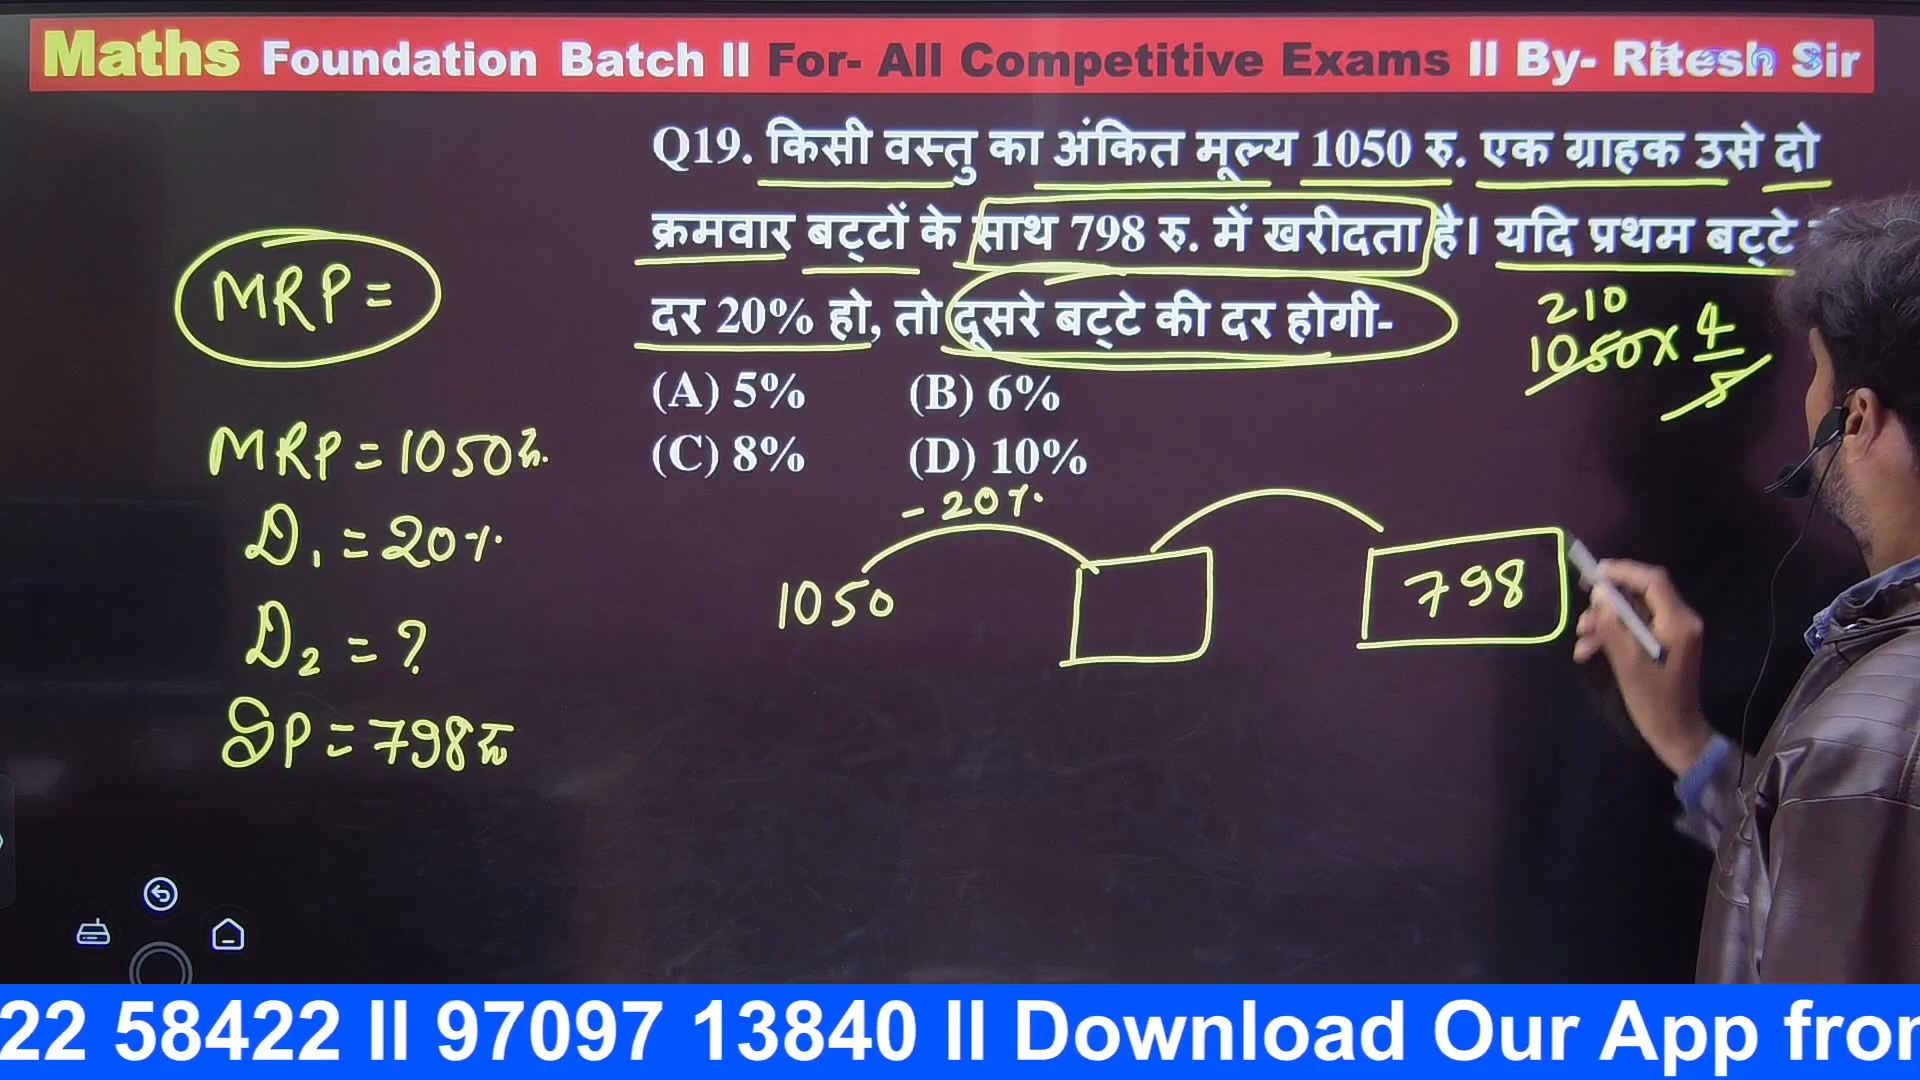 Maths Foundation Batch II For- All Competitive Exams II By- Ritesh Sir
Q19. किसी वस्तु का अंकित मूल्य 1050 रु. एक ग्राहक उसे दो
क्रमवार बट्टों के साथ 798 रु. में खरीदता है। यदि प्रथम बट्टे
दर 20% हो, तो दूसरे बट्टे की दर होगी-
(A) 5% (B) 6%
(C) 8% (D) 10%
MRP =
MRP = 1050 रु.
D₁ = 20%
D₂ = ?
SP = 798 रु
210
1050 × 4/5
- 20%
1050
798
22 58422 II 97097 13840 II Download Our App fron